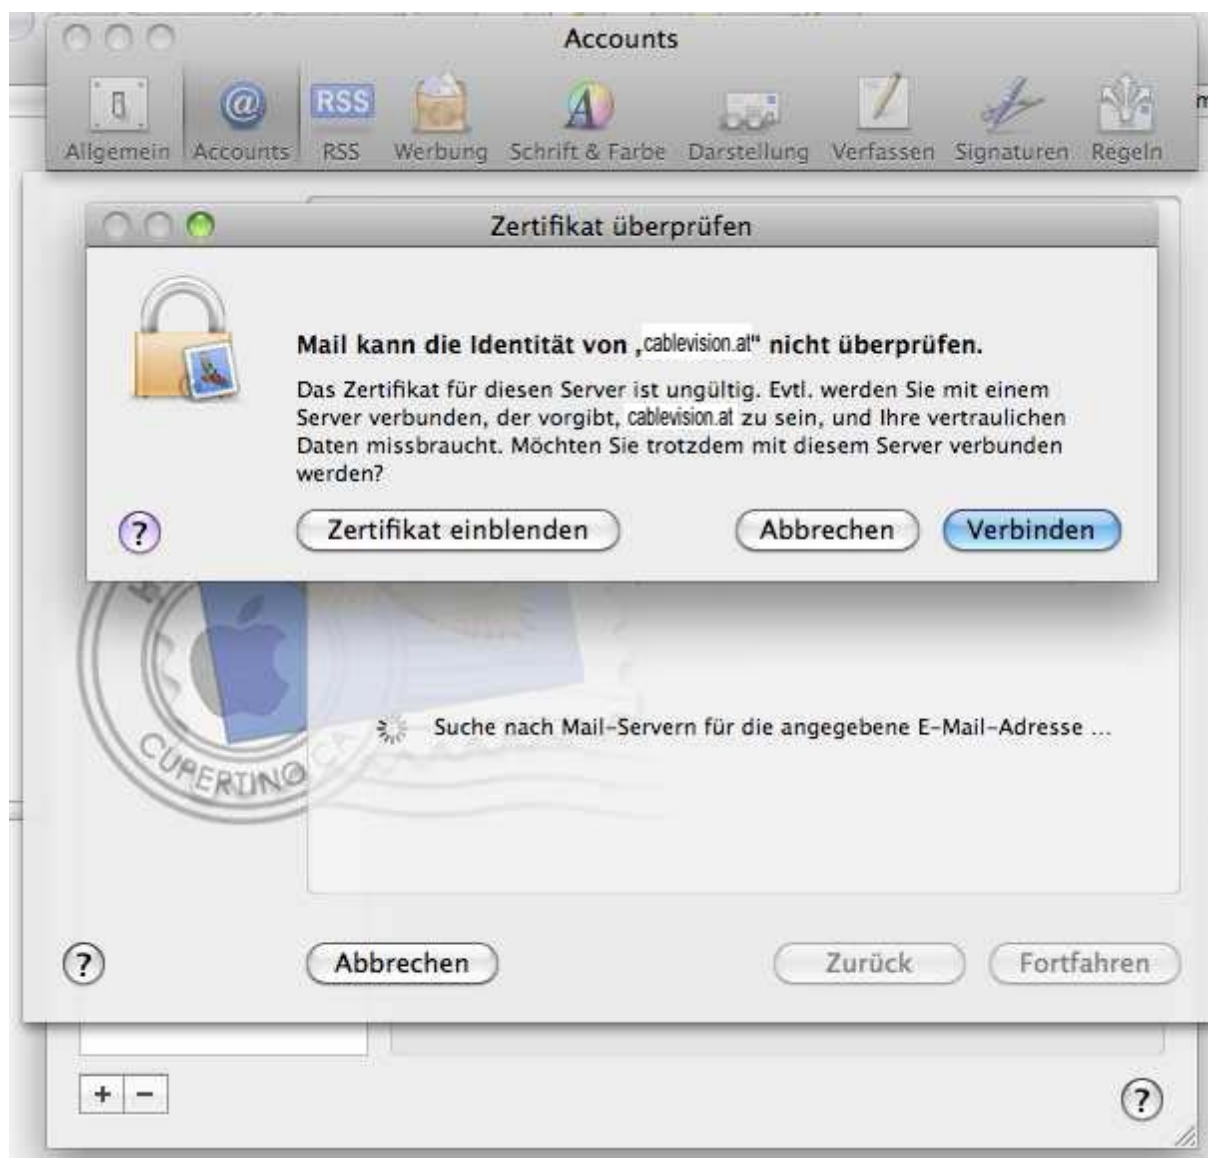 Accounts
Allgemein Accounts RSS Werbung Schrift & Farbe Darstellung Verfassen Signaturen Regeln
RSS
Zertifikat überprüfen
Mail kann die Identität von „cablevision.at“ nicht überprüfen.
Das Zertifikat für diesen Server ist ungültig. Evtl. werden Sie mit einem
Server verbunden, der vorgibt, cablevision.at zu sein, und Ihre vertraulichen
Daten missbraucht. Möchten Sie trotzdem mit diesem Server verbunden
werden?
? Zertifikat einblenden Abbrechen Verbinden
Suche nach Mail-Servern für die angegebene E-Mail-Adresse ...
CUPERTINO CA
? Abbrechen Zurück Fortfahren
+ − ?